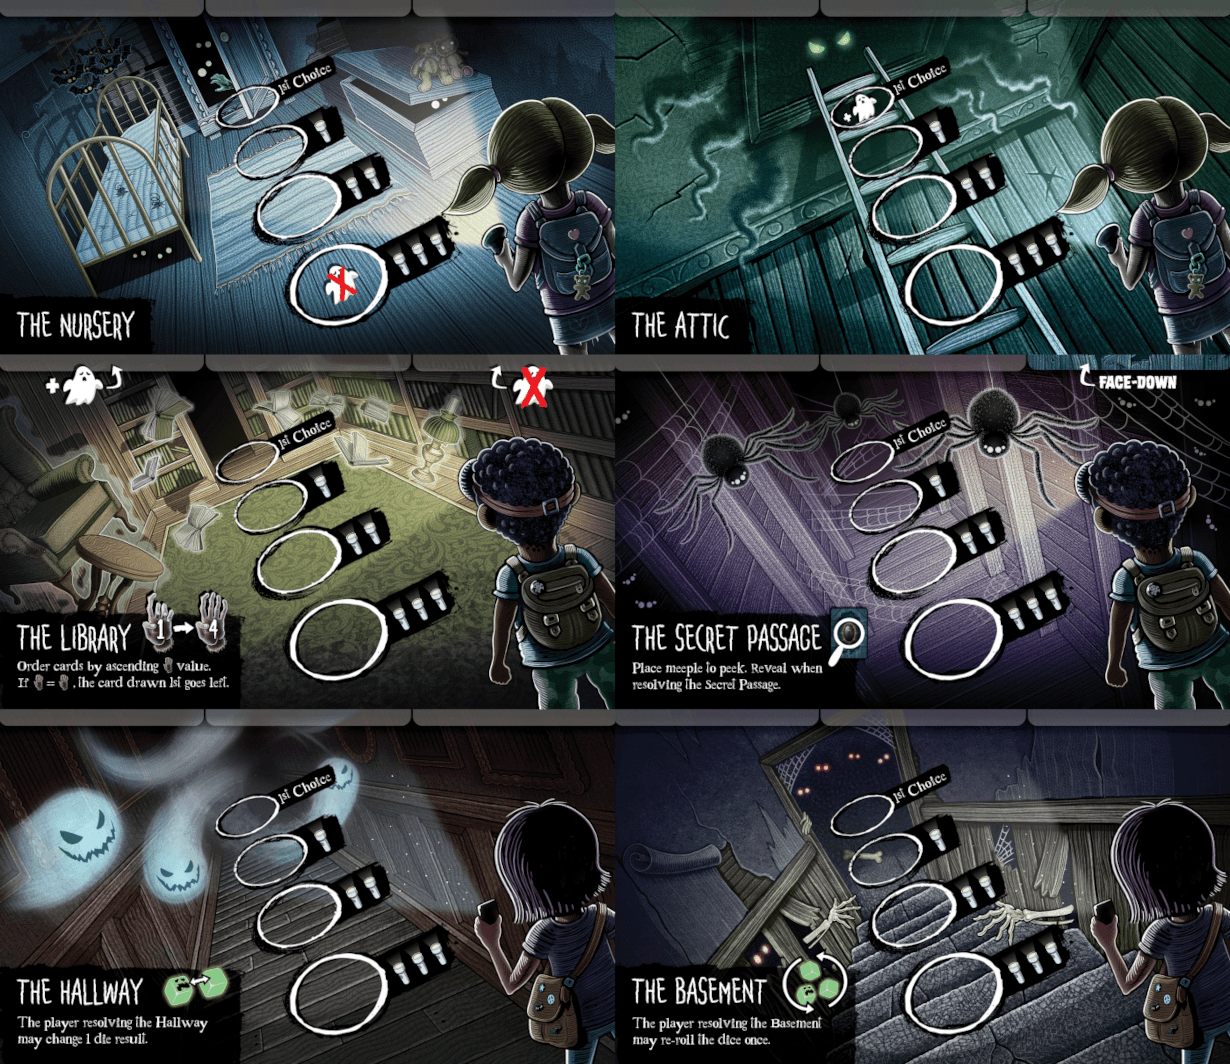 1st Choice
THE NURSERY
1st Choice
+
THE ATTIC
+
1st Choice
THE LIBRARY 1 4
Order cards by ascending value.
If = , the card drawn 1st goes left.
FACE-DOWN
1st Choice
THE SECRET PASSAGE
Place meeple to peek. Reveal when
resolving the Secret Passage.
1st Choice
THE HALLWAY
The player resolving the Hallway
may change 1 die result.
1st Choice
THE BASEMENT
The player resolving the Basement
may re-roll the dice once.